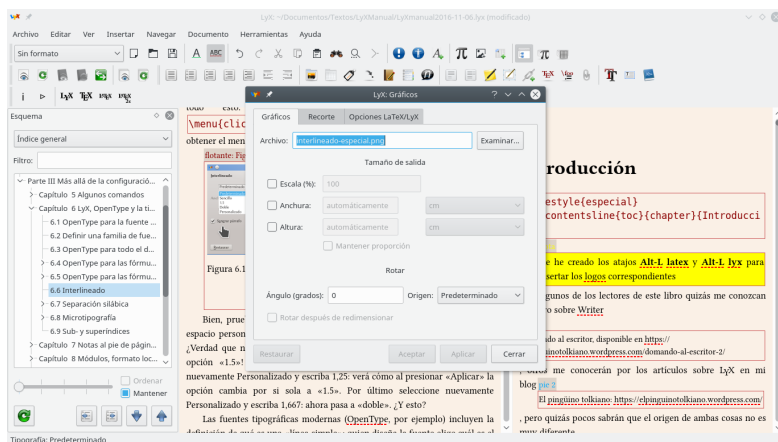 LyX: ~/Documentos/Textos/LyXManual/LyXmanual2018-11-06.lyx (modificado)
Archivo Editar Ver Insertar Navegar Documento Herramientas Ayuda
Sin formato
ABC
LyX TeX LaTeX
Esquema
Índice general
Filtro:
Parte III Más allá de la configuració...
Capítulo 5 Algunos comandos
Capítulo 6 LyX, OpenType y la ti...
6.1 OpenType para la fuente ...
6.2 Definir una familia de fue...
6.3 OpenType para todo el d...
6.4 OpenType para las fórmu...
6.5 OpenType para las fórmu...
6.6 Interlineado
6.7 Separación silábica
6.8 Microtipografía
6.9 Sub- y superíndices
Capítulo 7 Notas al pie de págin...
Capítulo 8 Módulos, formato loc...
Ordenar
Mantener
Tipografía: Predeterminado
todo esto.
\menu{clic
obtener el men
flotante: Fig
Figura 6.1
Bien, prue
espacio person
¿Verdad que n
opción «1.5»!
nuevamente Personalizado y escriba 1,25: verá cómo al presionar «Aplicar» la
opción cambia por si sola a «1.5». Por último seleccione nuevamente
Personalizado y escriba 1,667: ahora pasa a «doble». ¿Y esto?
Las fuentes tipográficas modernas (OpenType, por ejemplo) incluyen la
LyX: Gráficos
Gráficos Recorte Opciones LaTeX/LyX
Archivo: interlineado-especial.png Examinar...
Tamaño de salida
Escala (%): 100
Anchura: automáticamente cm
Altura: automáticamente cm
Mantener proporción
Rotar
Ángulo (grados): 0 Origen: Predeterminado
Rotar después de redimensionar
Restaurar Aceptar Aplicar Cerrar
roducción
estyle{especial}
contentsline{toc}{chapter}{Introducci
e he creado los atajos Alt-L latex y Alt-L lyx para
sertar los logos correspondientes
gunos de los lectores de este libro quizás me conozcan
o sobre Writer
ndo al escritor, disponible en https://
uinotolkiano.wordpress.com/domando-al-escritor-2/
, otros me conocerán por los artículos sobre LyX en mi
blog pie 2
El pingüino tolkiano: https://elpinguinotolkiano.wordpress.com/
, pero quizás pocos sabrán que el origen de ambas cosas no es
muy diferente